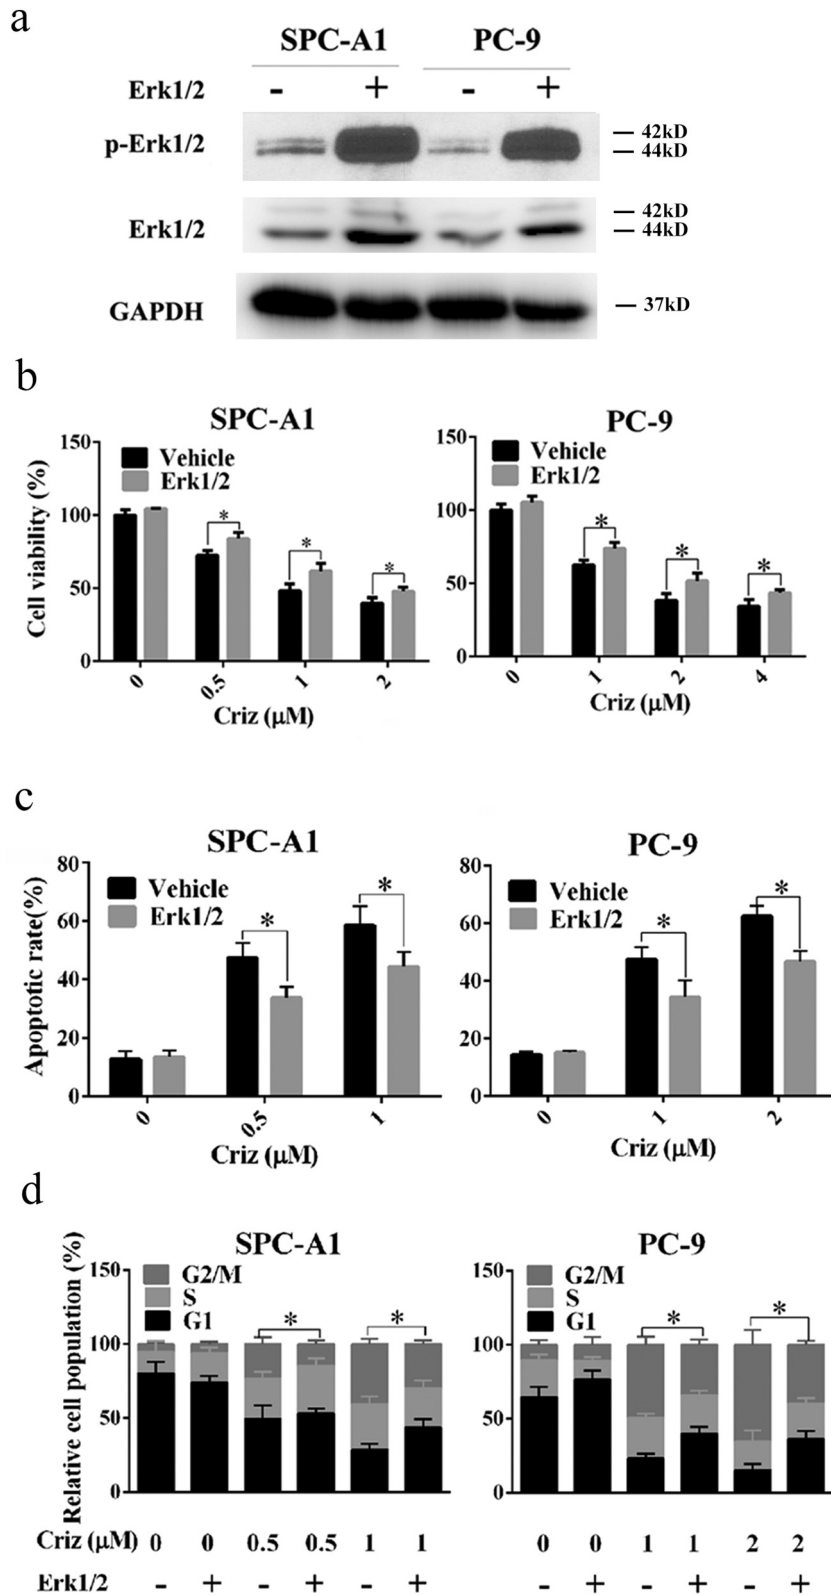 a
SPC-A1 PC-9
Erk1/2 - + - +
p-Erk1/2 42kD
44kD
Erk1/2 42kD
44kD
GAPDH 37kD
b
SPC-A1
150
100
50
0
Cell viability (%)
Vehicle
Erk1/2
* * *
0 0.5 1 2
Criz (μM)
PC-9
150
100
50
0
Vehicle
Erk1/2
* * *
0 1 2 4
Criz (μM)
c
SPC-A1
80
60
40
20
0
Apoptotic rate(%)
Vehicle
Erk1/2
* *
0 0.5 1
Criz (μM)
PC-9
80
60
40
20
0
Vehicle
Erk1/2
* *
0 1 2
Criz (μM)
d
SPC-A1
150
100
50
0
Relative cell population (%)
G2/M
S
G1
* *
PC-9
150
100
50
0
G2/M
S
G1
* *
Criz (μM) 0 0 0.5 0.5 1 1 0 0 1 1 2 2
Erk1/2 - + - + - + - + - + - +